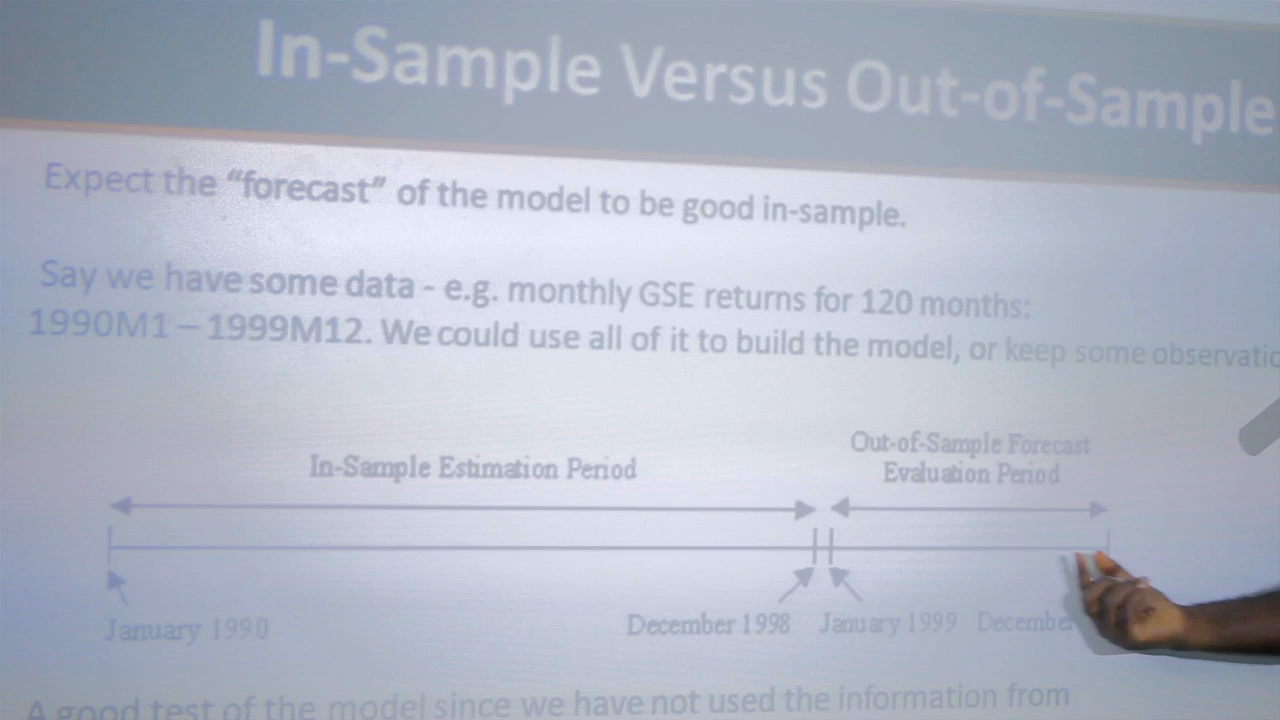 In-Sample Versus Out-of-Sample
Expect the “forecast” of the model to be good in-sample.
Say we have some data - e.g. monthly GSE returns for 120 months:
1990M1 – 1999M12. We could use all of it to build the model, or keep some observatio
Out-of-Sample Forecast
In-Sample Estimation Period
Evaluation Period
January 1990
December 1998
January 1999
Decembe
A good test of the model since we have not used the information from